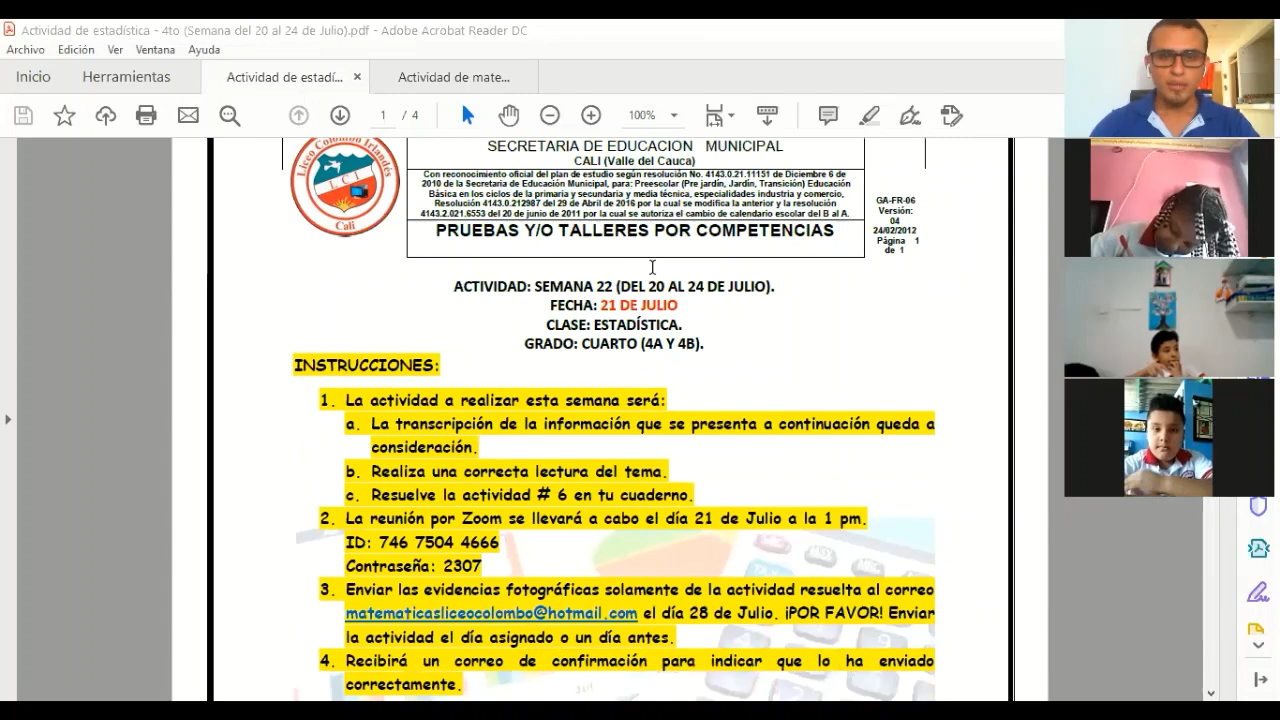 Actividad de estadística - 4to (Semana del 20 al 24 de Julio).pdf - Adobe Acrobat Reader DC
Archivo Edición Ver Ventana Ayuda
Inicio Herramientas Actividad de estadí... × Actividad de mate...
1 / 4 100%
SECRETARIA DE EDUCACION MUNICIPAL
CALI (Valle del Cauca)
Con reconocimiento oficial del plan de estudio según resolución No. 4143.0.21.11151 de Diciembre 6 de
2010 de la Secretaria de Educación Municipal, para: Preescolar (Pre jardín, Jardín, Transición) Educación
Básica en los ciclos de la primaria y secundaria y media técnica, especialidades industria y comercio,
Resolución 4143.0.212987 del 29 de Abril de 2016 por la cual se modifica la anterior y la resolución
4143.2.021.6553 del 20 de junio de 2011 por la cual se autoriza el cambio de calendario escolar del B al A.
PRUEBAS Y/O TALLERES POR COMPETENCIAS
Liceo Colombo Irlandés
L C I
Cali
GA-FR-06
Versión:
04
24/02/2012
Página 1
de 1
ACTIVIDAD: SEMANA 22 (DEL 20 AL 24 DE JULIO).
FECHA: 21 DE JULIO
CLASE: ESTADÍSTICA.
GRADO: CUARTO (4A Y 4B).
INSTRUCCIONES:
1. La actividad a realizar esta semana será:
a. La transcripción de la información que se presenta a continuación queda a
consideración.
b. Realiza una correcta lectura del tema.
c. Resuelve la actividad # 6 en tu cuaderno.
2. La reunión por Zoom se llevará a cabo el día 21 de Julio a la 1 pm.
ID: 746 7504 4666
Contraseña: 2307
3. Enviar las evidencias fotográficas solamente de la actividad resuelta al correo
matematicasliceocolombo@hotmail.com el día 28 de Julio. ¡POR FAVOR! Enviar
la actividad el día asignado o un día antes.
4. Recibirá un correo de confirmación para indicar que lo ha enviado
correctamente.